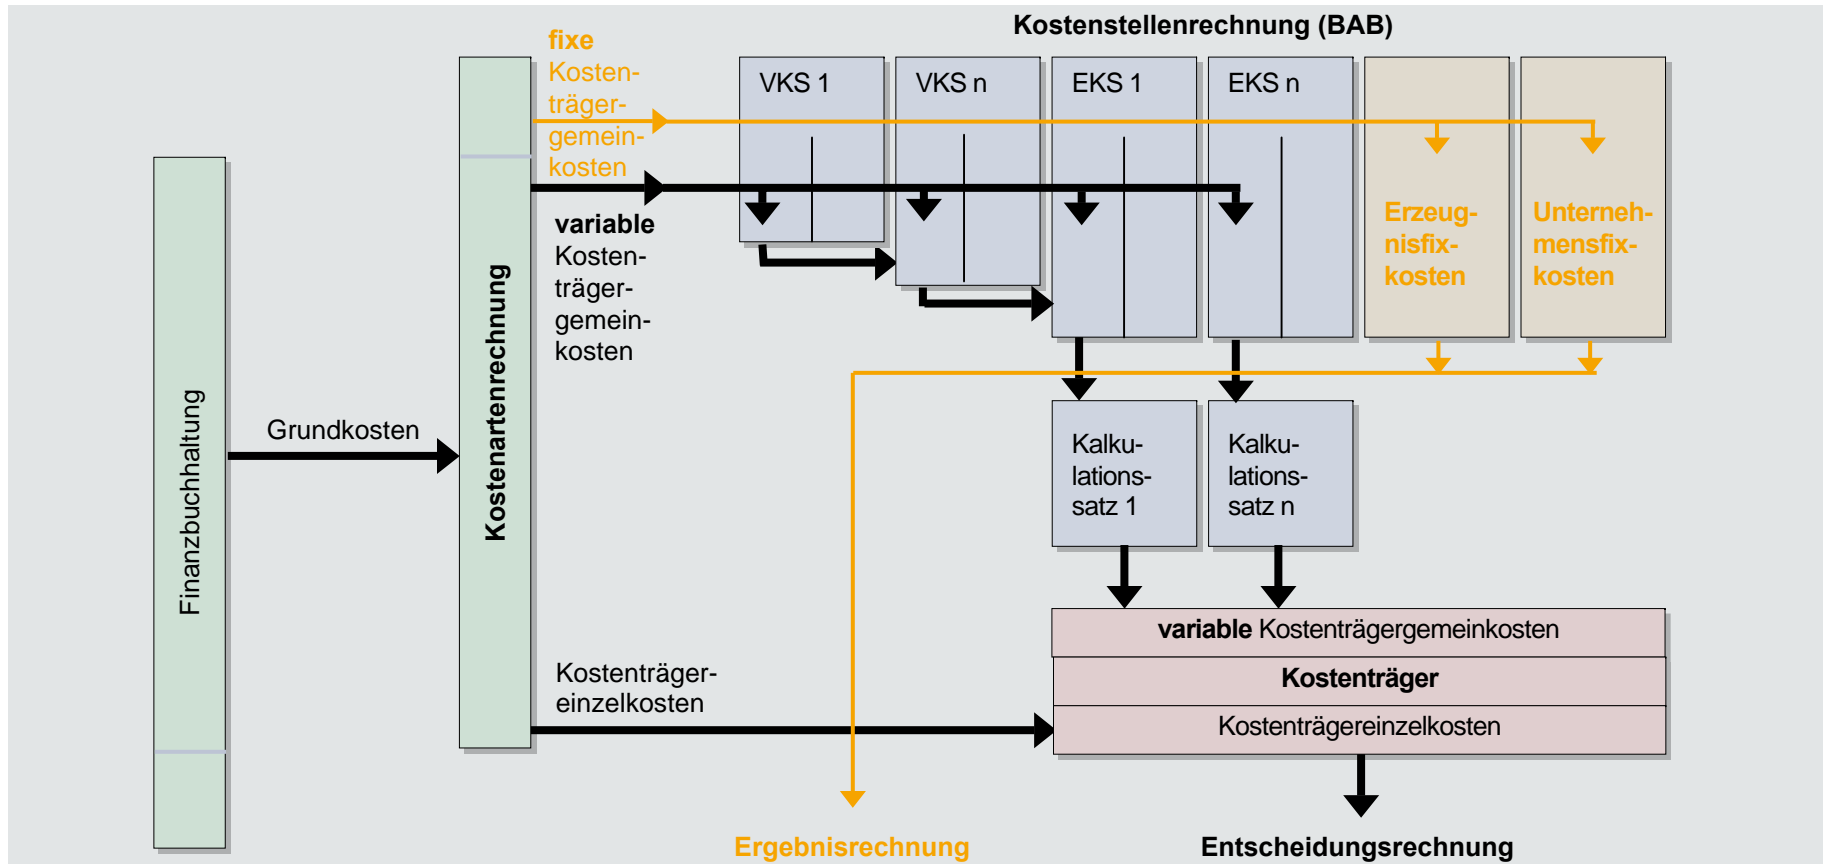 Kostenstellenrechnung (BAB)
fixe
Kosten-
träger-
gemein-
kosten
VKS 1
VKS n
EKS 1
EKS n
variable
Kosten-
träger-
gemein-
kosten
Erzeug-
nisfix-
kosten
Unterneh-
mensfix-
kosten
Finanzbuchhaltung
Grundkosten
Kostenartenrechnung
Kalku-
lations-
satz 1
Kalku-
lations-
satz n
variable Kostenträgergemeinkosten
Kostenträger
Kostenträgereinzelkosten
Kostenträger-
einzelkosten
Ergebnisrechnung
Entscheidungsrechnung